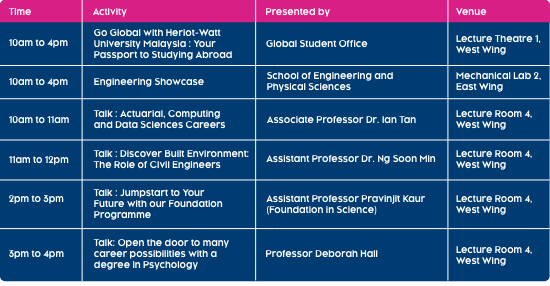 Time Activity Presented by Venue
10am to 4pm
Go Global with Heriot-Watt
University Malaysia : Your
Passport to Studying Abroad
Global Student Office
Lecture Theatre 1,
West Wing
10am to 4pm
Engineering Showcase
School of Engineering and
Physical Sciences
Mechanical Lab 2,
East Wing
10am to 11am
Talk : Actuarial, Computing
and Data Sciences Careers
Associate Professor Dr. Ian Tan
Lecture Room 4,
West Wing
11am to 12pm
Talk : Discover Built Environment:
The Role of Civil Engineers
Assistant Professor Dr. Ng Soon Min
Lecture Room 4,
West Wing
2pm to 3pm
Talk : Jumpstart to Your
Future with our Foundation
Programme
Assistant Professor Pravinjit Kaur
(Foundation in Science)
Lecture Room 4,
West Wing
3pm to 4pm
Talk: Open the door to many
career possibilities with a
degree in Psychology
Professor Deborah Hall
Lecture Room 4,
West Wing